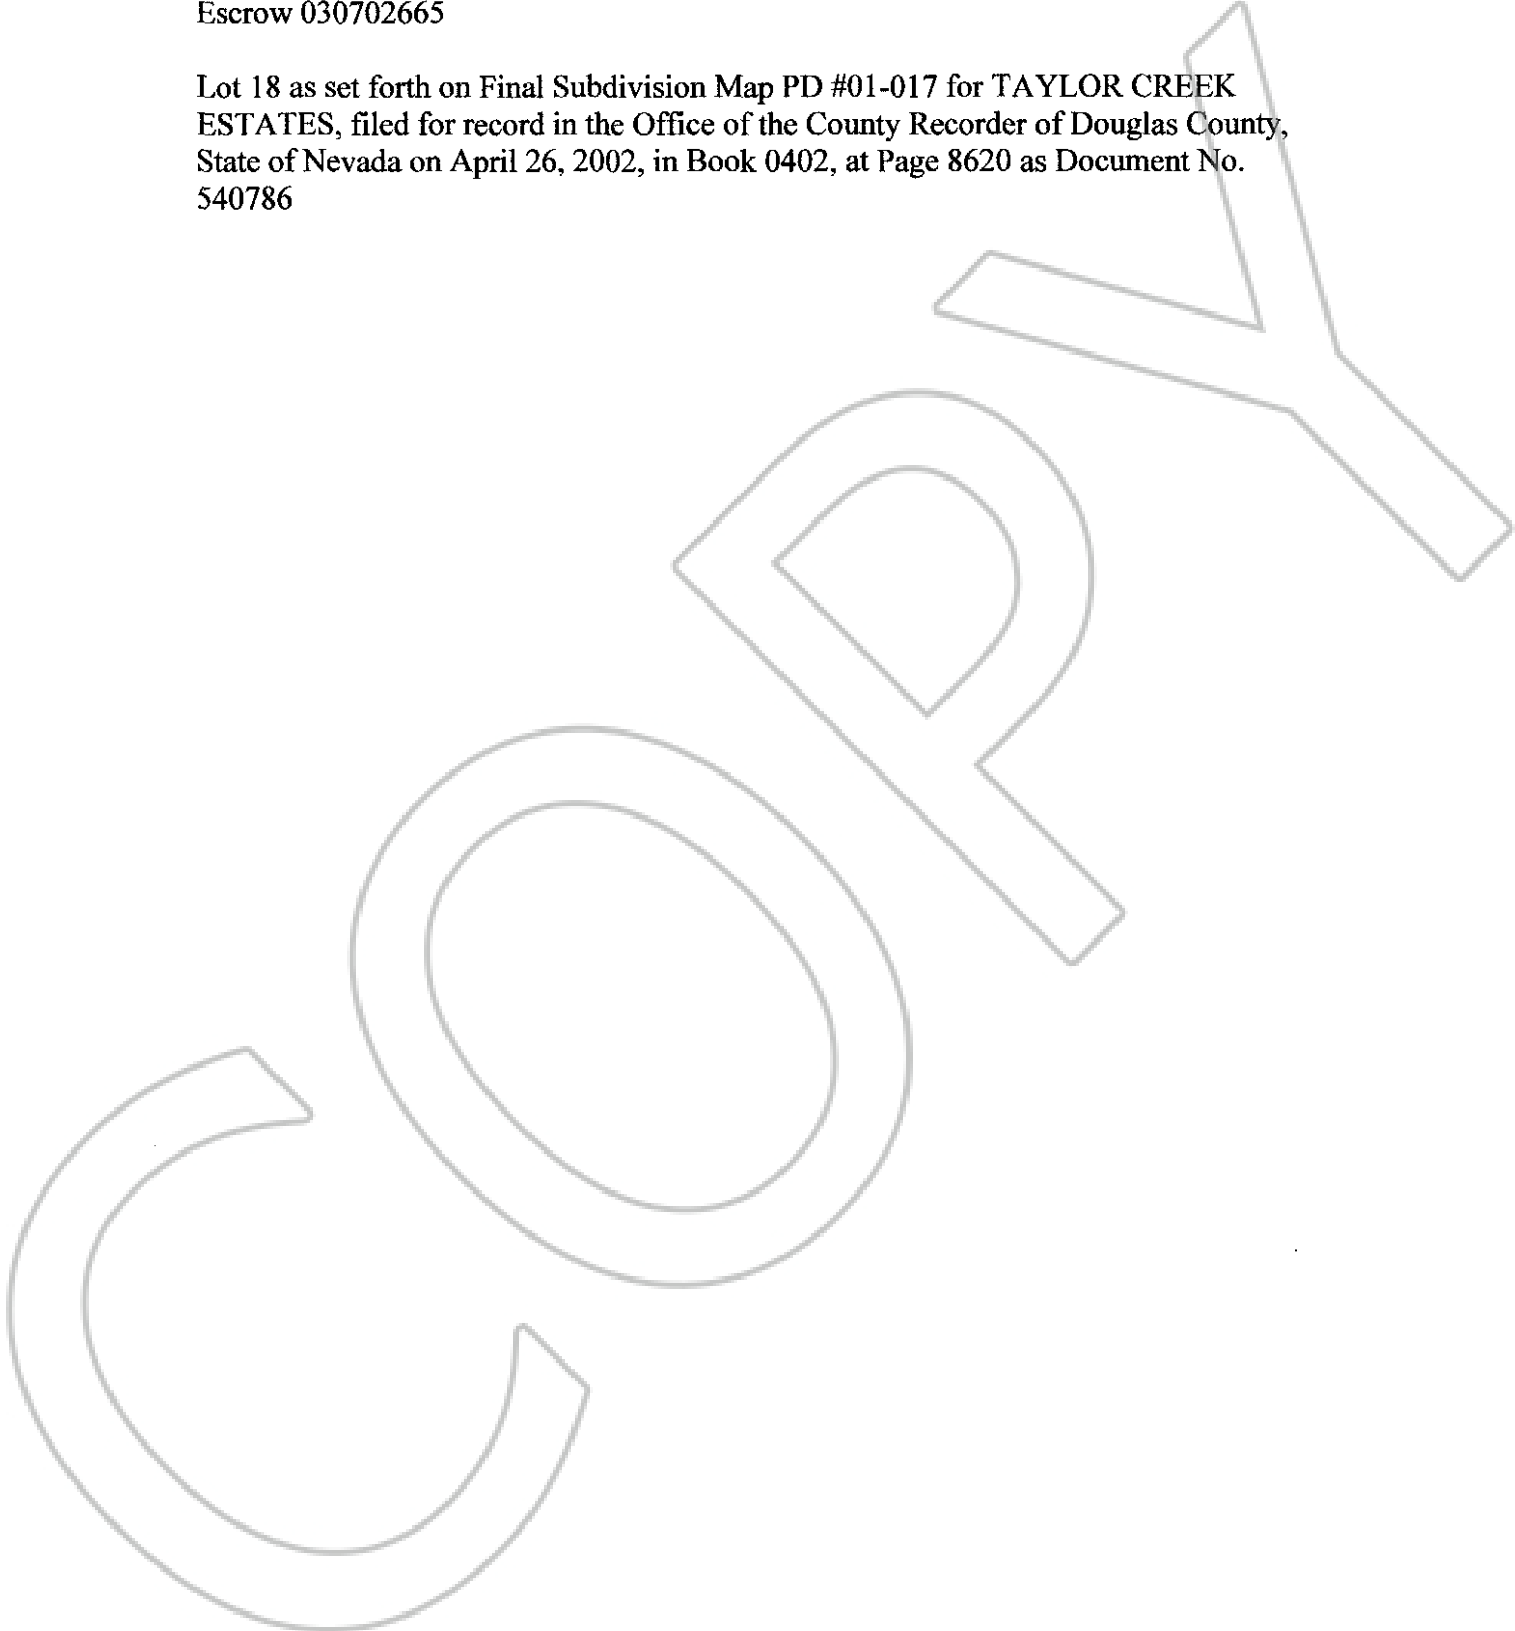 Escrow 030702665
Lot 18 as set forth on Final Subdivision Map PD #01-017 for TAYLOR CREEK
ESTATES, filed for record in the Office of the County Recorder of Douglas County,
State of Nevada on April 26, 2002, in Book 0402, at Page 8620 as Document No.
540786
COPY